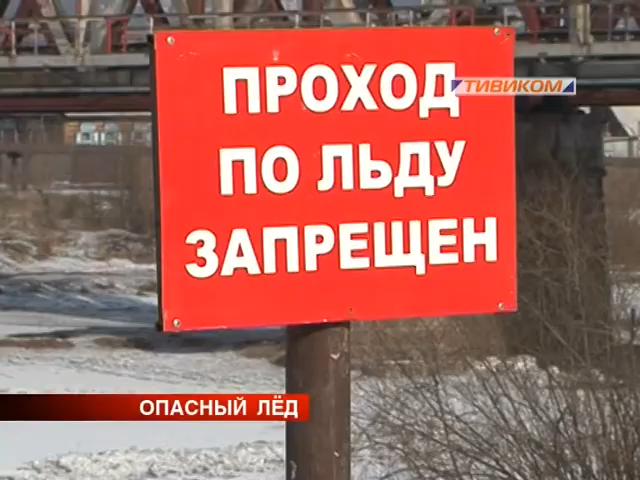 ПРОХОД
ТИВИКОМ
ПО ЛЬДУ
ЗАПРЕЩЕН
ОПАСНЫЙ ЛЁД